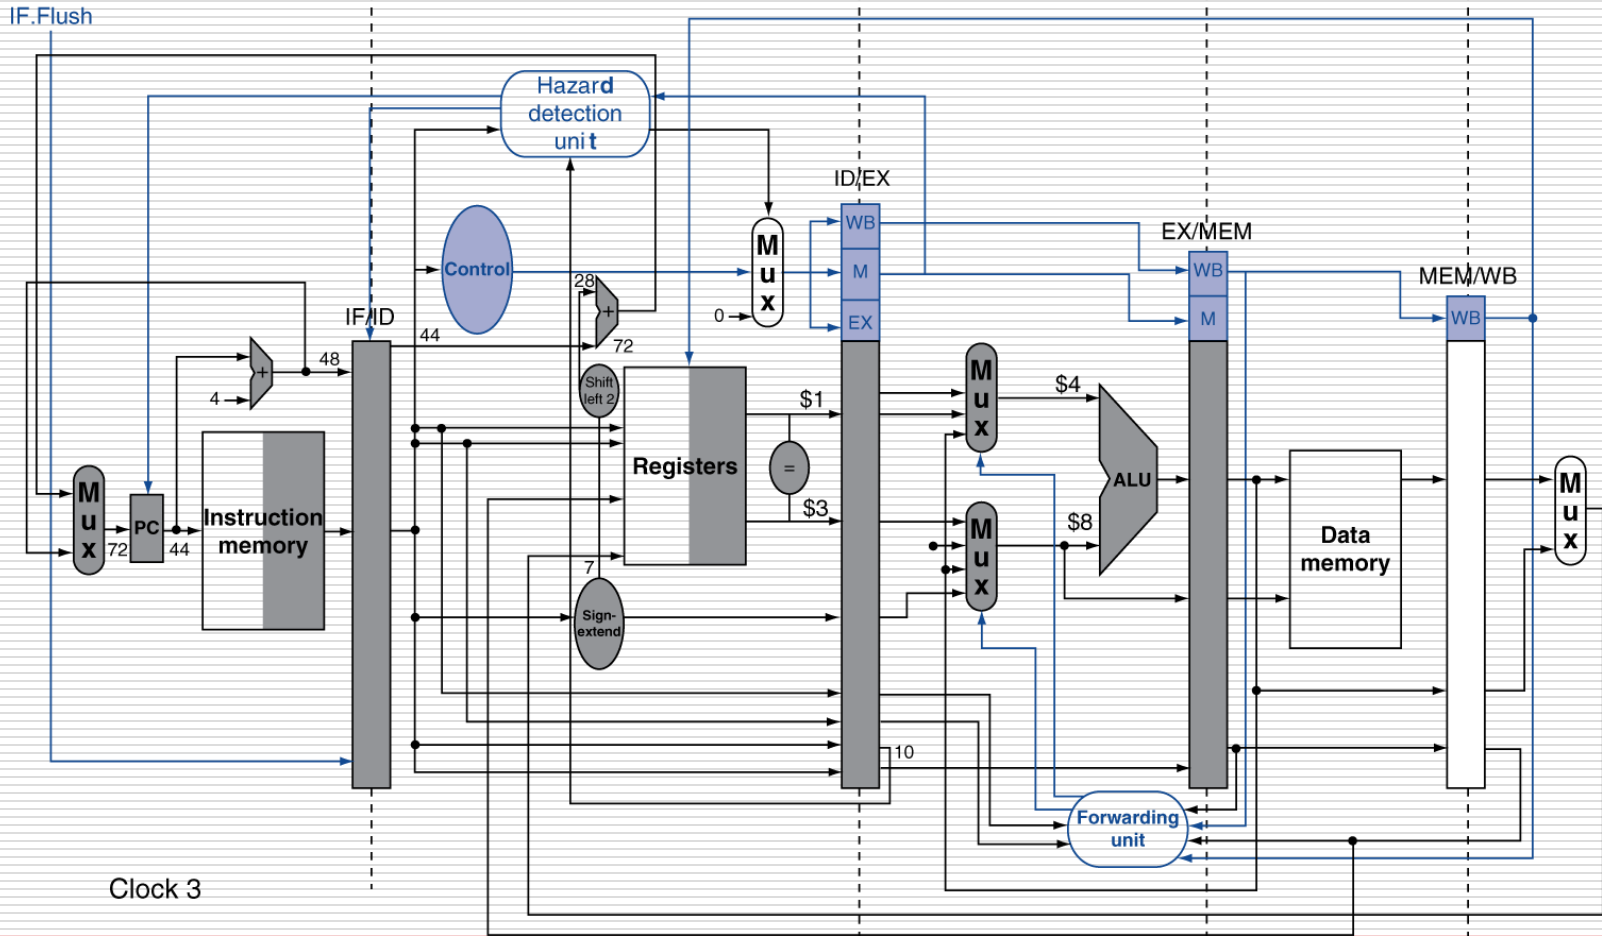 IF.Flush
Hazard
detection
unit
ID/EX
WB
M
EX
EX/MEM
WB
M
MEM/WB
WB
Control
M
u
x
0
28
+
72
IF/ID
44
48
+
4
Shift
left 2
M
u
x
$4
$1
Registers
=
$3
ALU
$8
M
u
x
M
u
x
72
PC
44
Instruction
memory
Data
memory
M
u
x
7
Sign-
extend
10
Forwarding
unit
Clock 3